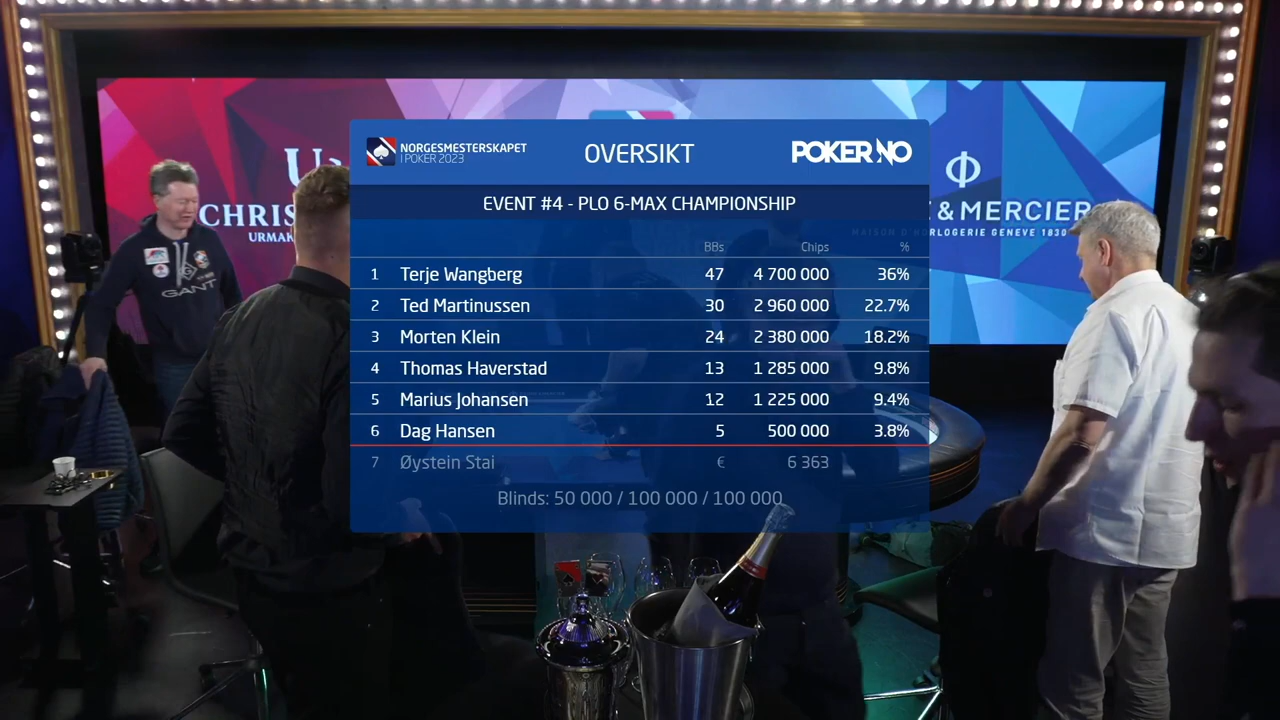 NORGESMESTERSKAPET
I POKER 2023
OVERSIKT
POKER.NO
EVENT #4 - PLO 6-MAX CHAMPIONSHIP
BBs Chips %
1 Terje Wangberg 47 4 700 000 36%
2 Ted Martinussen 30 2 960 000 22.7%
3 Morten Klein 24 2 380 000 18.2%
4 Thomas Haverstad 13 1 285 000 9.8%
5 Marius Johansen 12 1 225 000 9.4%
6 Dag Hansen 5 500 000 3.8%
7 Øystein Stai € 6 363
Blinds: 50 000 / 100 000 / 100 000
CHRIS
URMAK
& MERCIER
MAISON D'HORLOGERIE GENEVE 1830
GANT